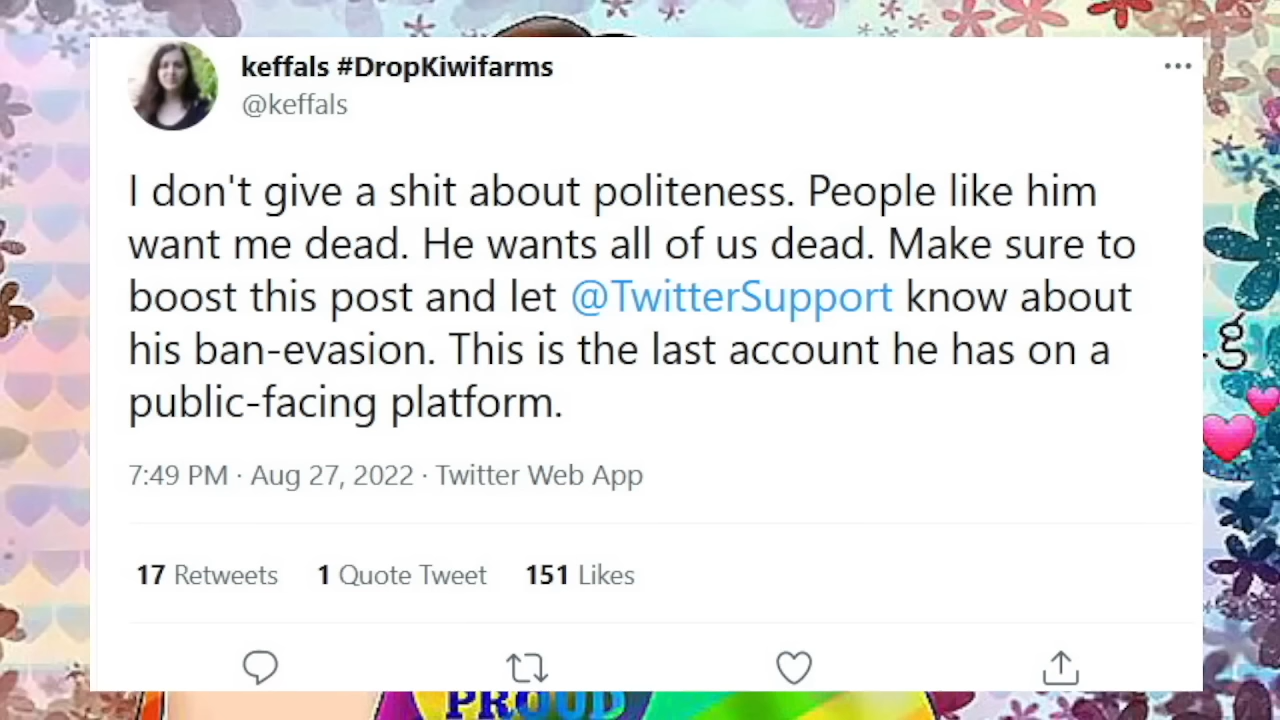 keffals #DropKiwifarms
@keffals
I don't give a shit about politeness. People like him
want me dead. He wants all of us dead. Make sure to
boost this post and let @TwitterSupport know about
his ban-evasion. This is the last account he has on a
public-facing platform.
7:49 PM · Aug 27, 2022 · Twitter Web App
17 Retweets 1 Quote Tweet 151 Likes
g
PROUD